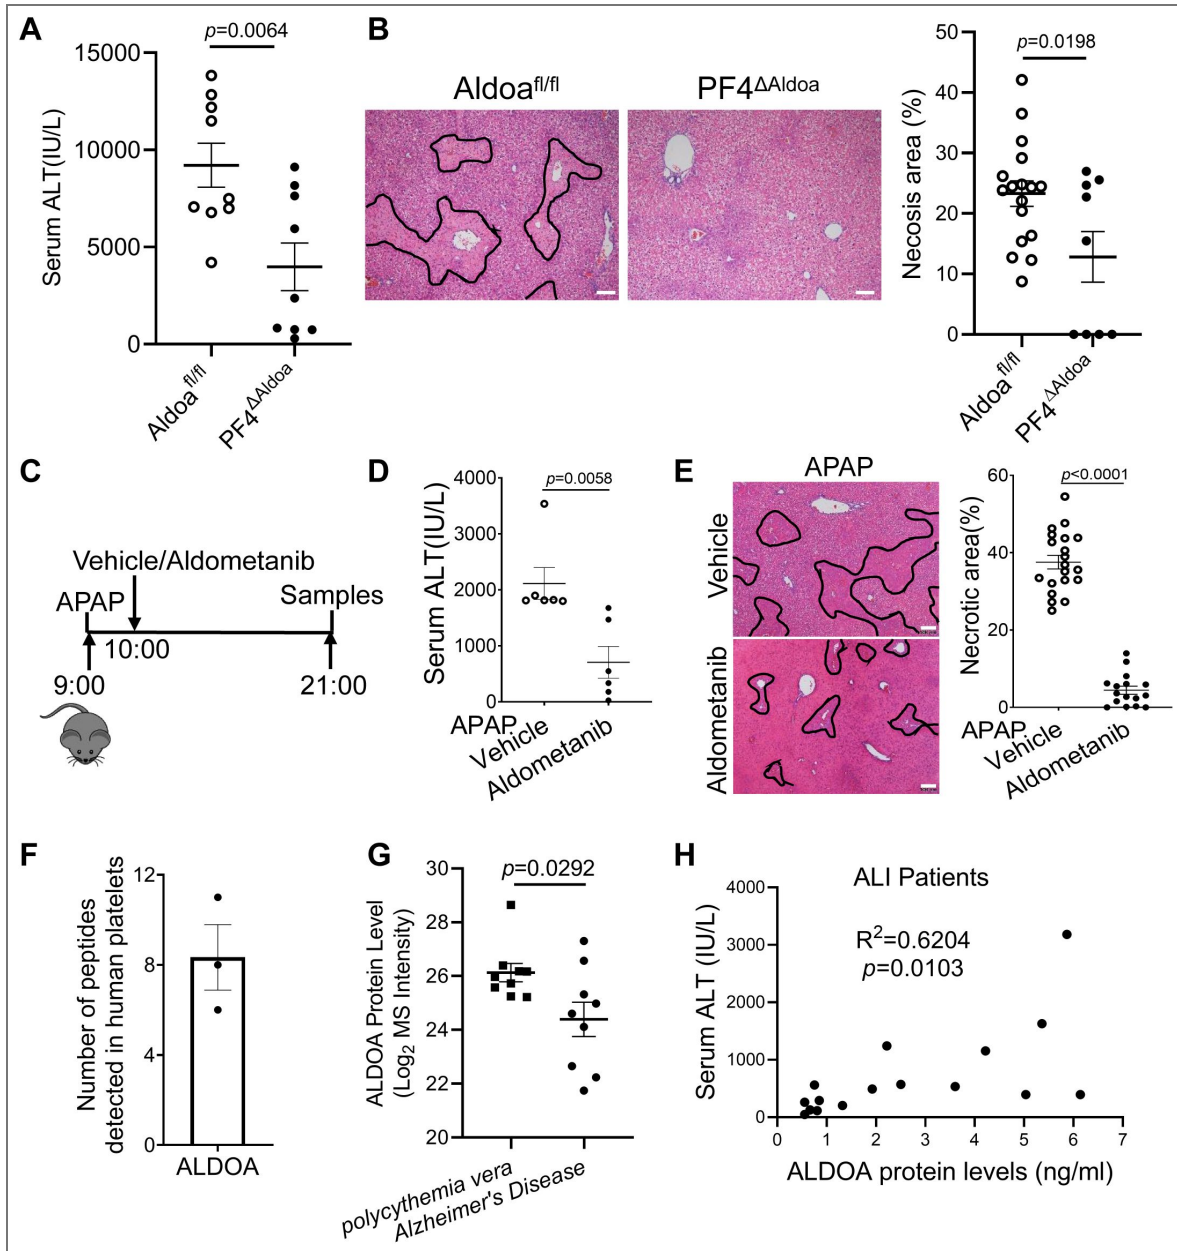 A
p=0.0064
Serum ALT(IU/L)
15000
10000
5000
0
Aldoa^fl/fl
PF4^ΔAldoa
B
Aldoa^fl/fl
PF4^ΔAldoa
p=0.0198
Necosis area (%)
50
40
30
20
10
0
Aldoa^fl/fl
PF4^ΔAldoa
C
Vehicle/Aldometanib
APAP
Samples
10:00
9:00
21:00
D
p=0.0058
Serum ALT(IU/L)
4000
3000
2000
1000
0
APAP
Vehicle
Aldometanib
E
APAP
Vehicle
Aldometanib
p<0.0001
Necrotic area(%)
60
40
20
0
APAP
Vehicle
Aldometanib
F
Number of peptides
detected in human platelets
12
8
4
0
ALDOA
G
p=0.0292
ALDOA Protein Level
(Log₂ MS Intensity)
30
28
26
24
22
20
polycythemia vera
Alzheimer's Disease
H
ALI Patients
R²=0.6204
p=0.0103
Serum ALT (IU/L)
4000
3000
2000
1000
0
0 1 2 3 4 5 6 7
ALDOA protein levels (ng/ml)